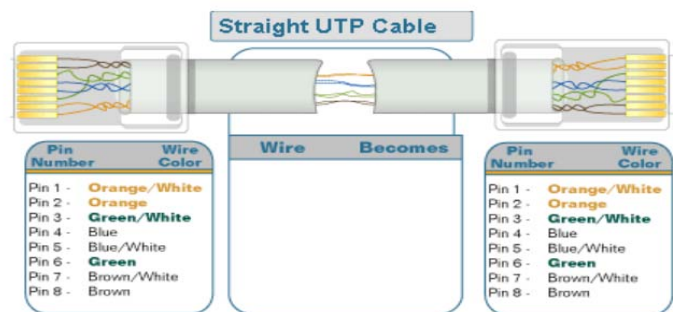 Straight UTP Cable
Pin Number Wire Color
Pin 1 - Orange/White
Pin 2 - Orange
Pin 3 - Green/White
Pin 4 - Blue
Pin 5 - Blue/White
Pin 6 - Green
Pin 7 - Brown/White
Pin 8 - Brown
Wire Becomes
Pin Number Wire Color
Pin 1 - Orange/White
Pin 2 - Orange
Pin 3 - Green/White
Pin 4 - Blue
Pin 5 - Blue/White
Pin 6 - Green
Pin 7 - Brown/White
Pin 8 - Brown